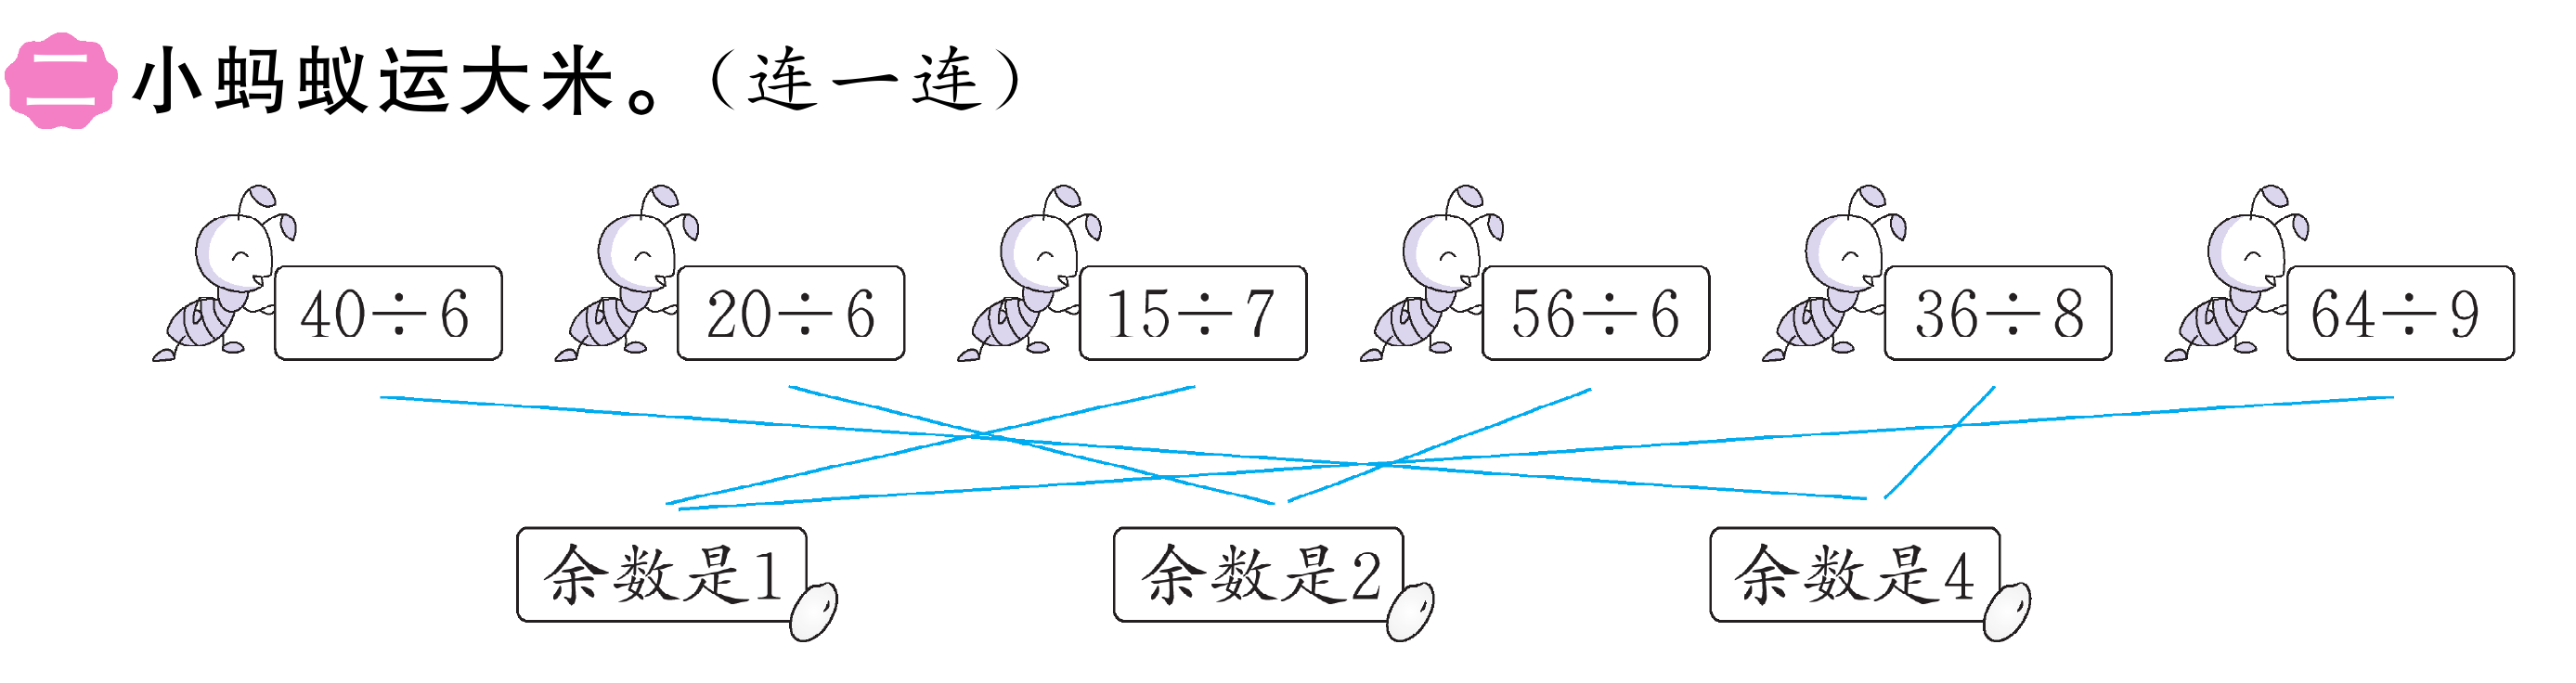 二 小蚂蚁运大米。(连一连)
40÷6 20÷6 15÷7 56÷6 36÷8 64÷9
余数是1 余数是2 余数是4